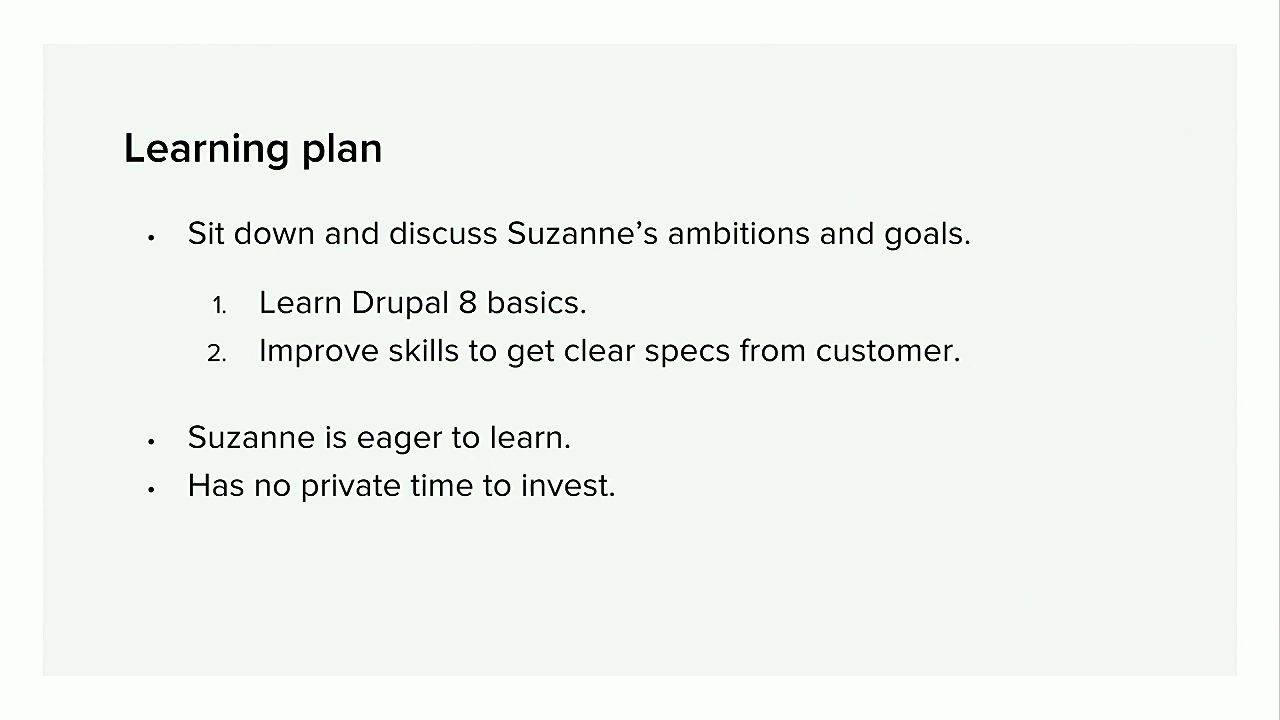 Learning plan
• Sit down and discuss Suzanne’s ambitions and goals.
1. Learn Drupal 8 basics.
2. Improve skills to get clear specs from customer.
• Suzanne is eager to learn.
• Has no private time to invest.